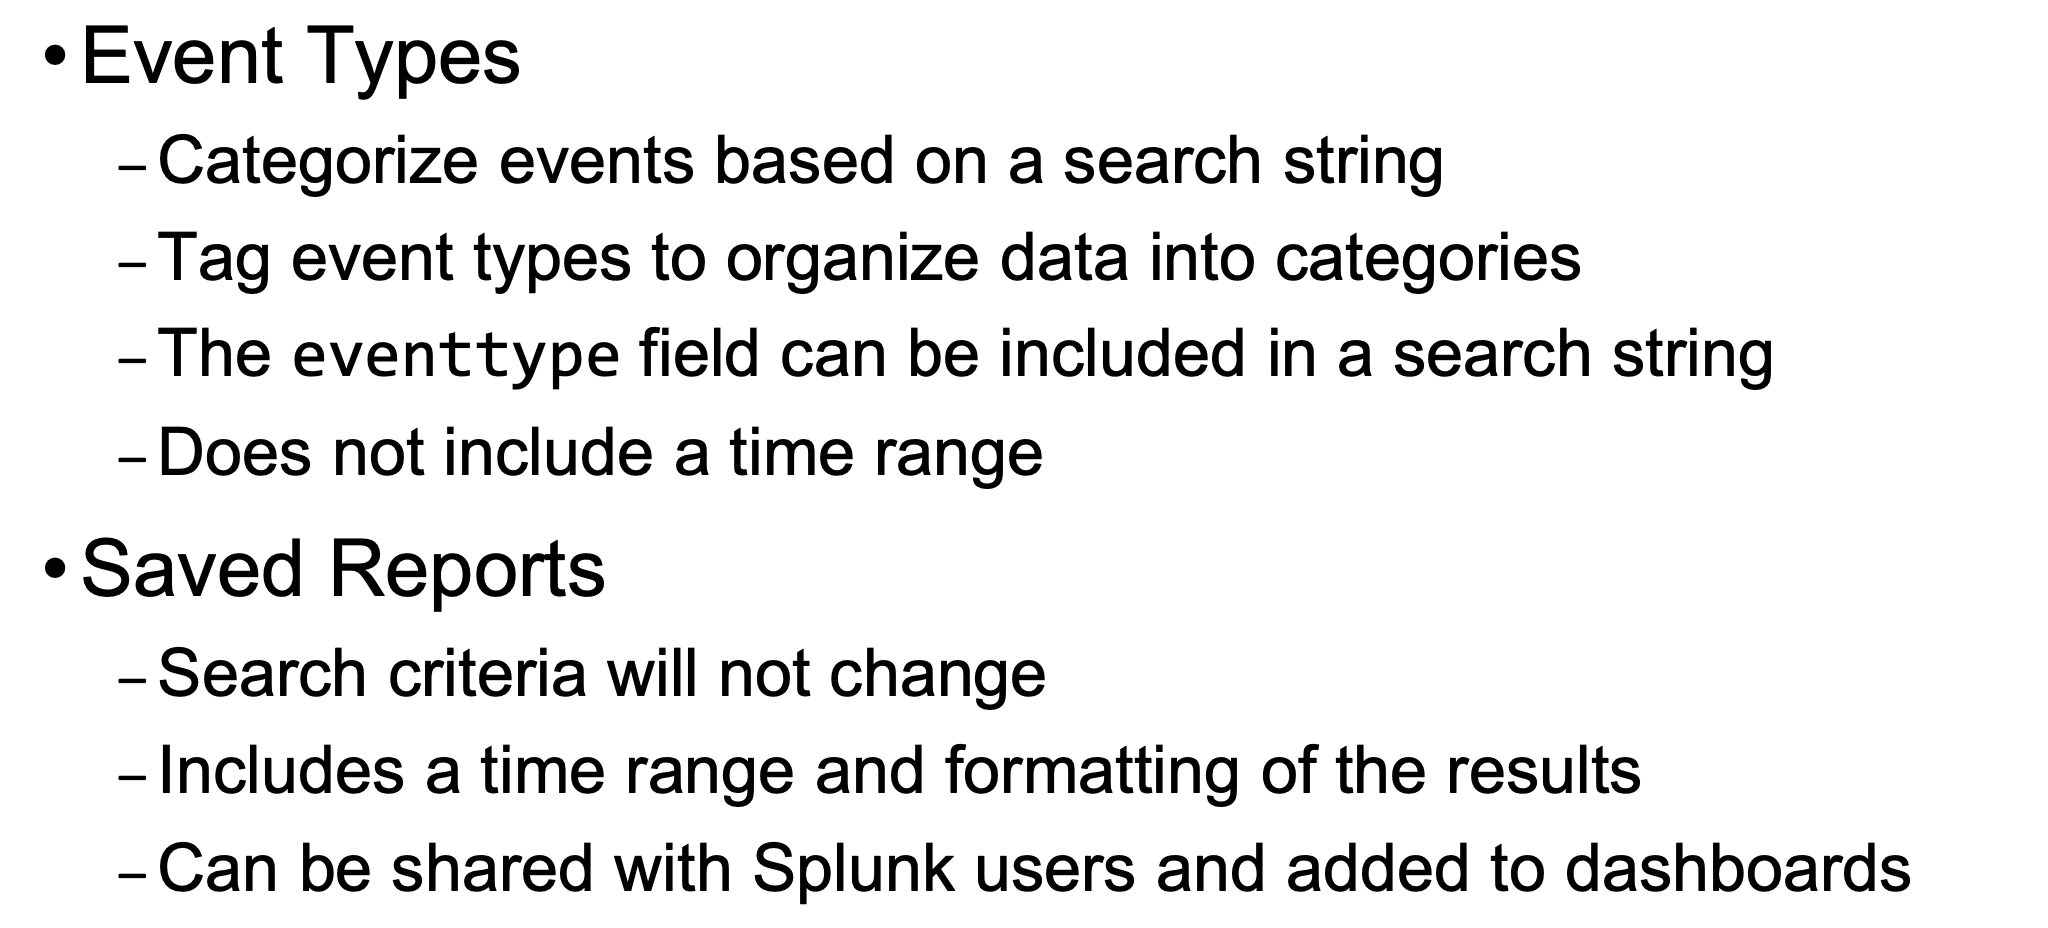 • Event Types
– Categorize events based on a search string
– Tag event types to organize data into categories
– The eventtype field can be included in a search string
– Does not include a time range
• Saved Reports
– Search criteria will not change
– Includes a time range and formatting of the results
– Can be shared with Splunk users and added to dashboards